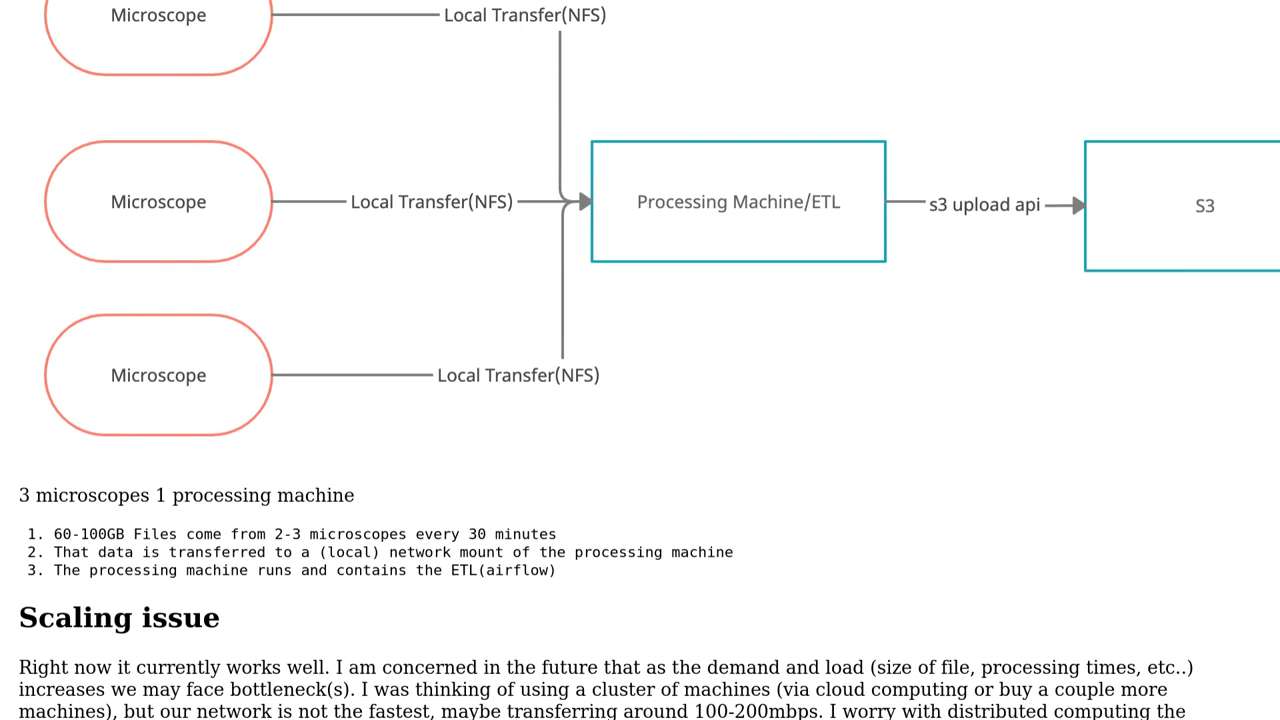 Microscope
Local Transfer(NFS)
Microscope
Local Transfer(NFS)
Processing Machine/ETL
s3 upload api
S3
Microscope
Local Transfer(NFS)
3 microscopes 1 processing machine
1. 60-100GB Files come from 2-3 microscopes every 30 minutes
2. That data is transferred to a (local) network mount of the processing machine
3. The processing machine runs and contains the ETL(airflow)
Scaling issue
Right now it currently works well. I am concerned in the future that as the demand and load (size of file, processing times, etc..)
increases we may face bottleneck(s). I was thinking of using a cluster of machines (via cloud computing or buy a couple more
machines), but our network is not the fastest, maybe transferring around 100-200mbps. I worry with distributed computing the